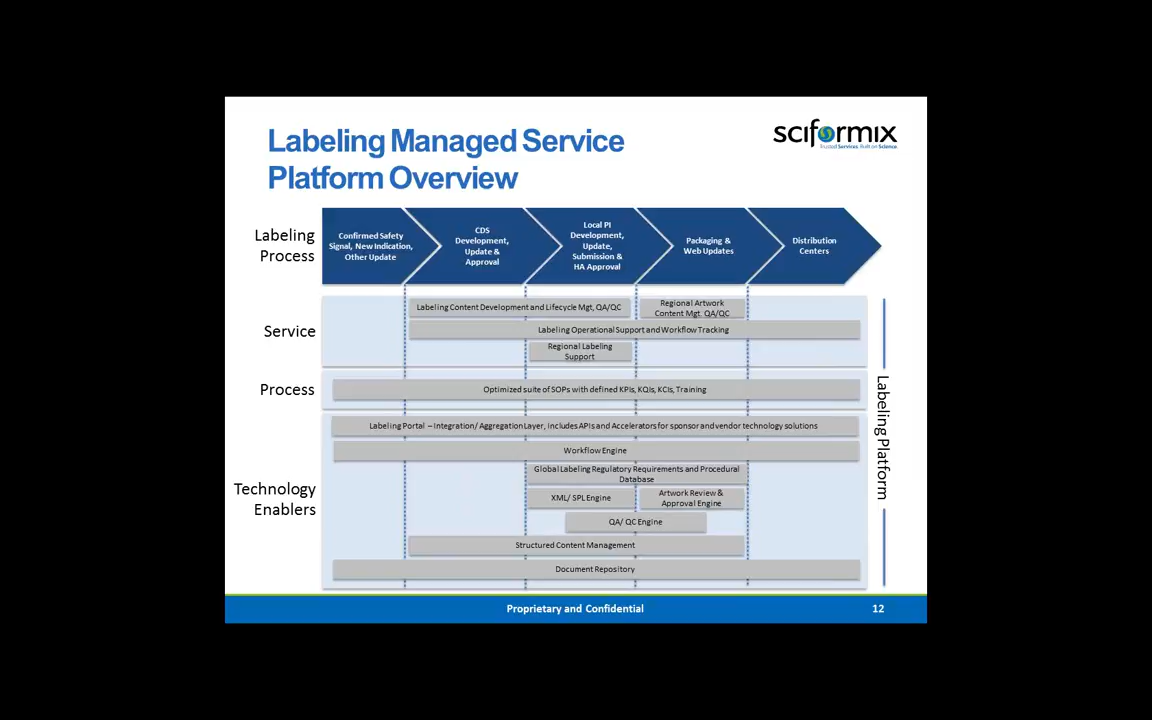 Labeling Managed Service
Platform Overview
sciformix
Trusted Services. Built on Science
Labeling
Process
Confirmed Safety
Signal, New Indication,
Other Update
CDS
Development,
Update &
Approval
Local PI
Development,
Update,
Submission &
HA Approval
Packaging &
Web Updates
Distribution
Centers
Service
Labeling Content Development and Lifecycle Mgt, QA/QC
Regional Artwork
Content Mgt. QA/QC
Labeling Operational Support and Workflow Tracking
Regional Labeling
Support
Process
Optimized suite of SOPs with defined KPIs, KQIs, KCIs, Training
Technology
Enablers
Labeling Portal – Integration/ Aggregation Layer, includes APIs and Accelerators for sponsor and vendor technology solutions
Workflow Engine
Global Labeling Regulatory Requirements and Procedural
Database
XML/ SPL Engine
Artwork Review &
Approval Engine
QA/ QC Engine
Structured Content Management
Document Repository
Labeling Platform
Proprietary and Confidential
12